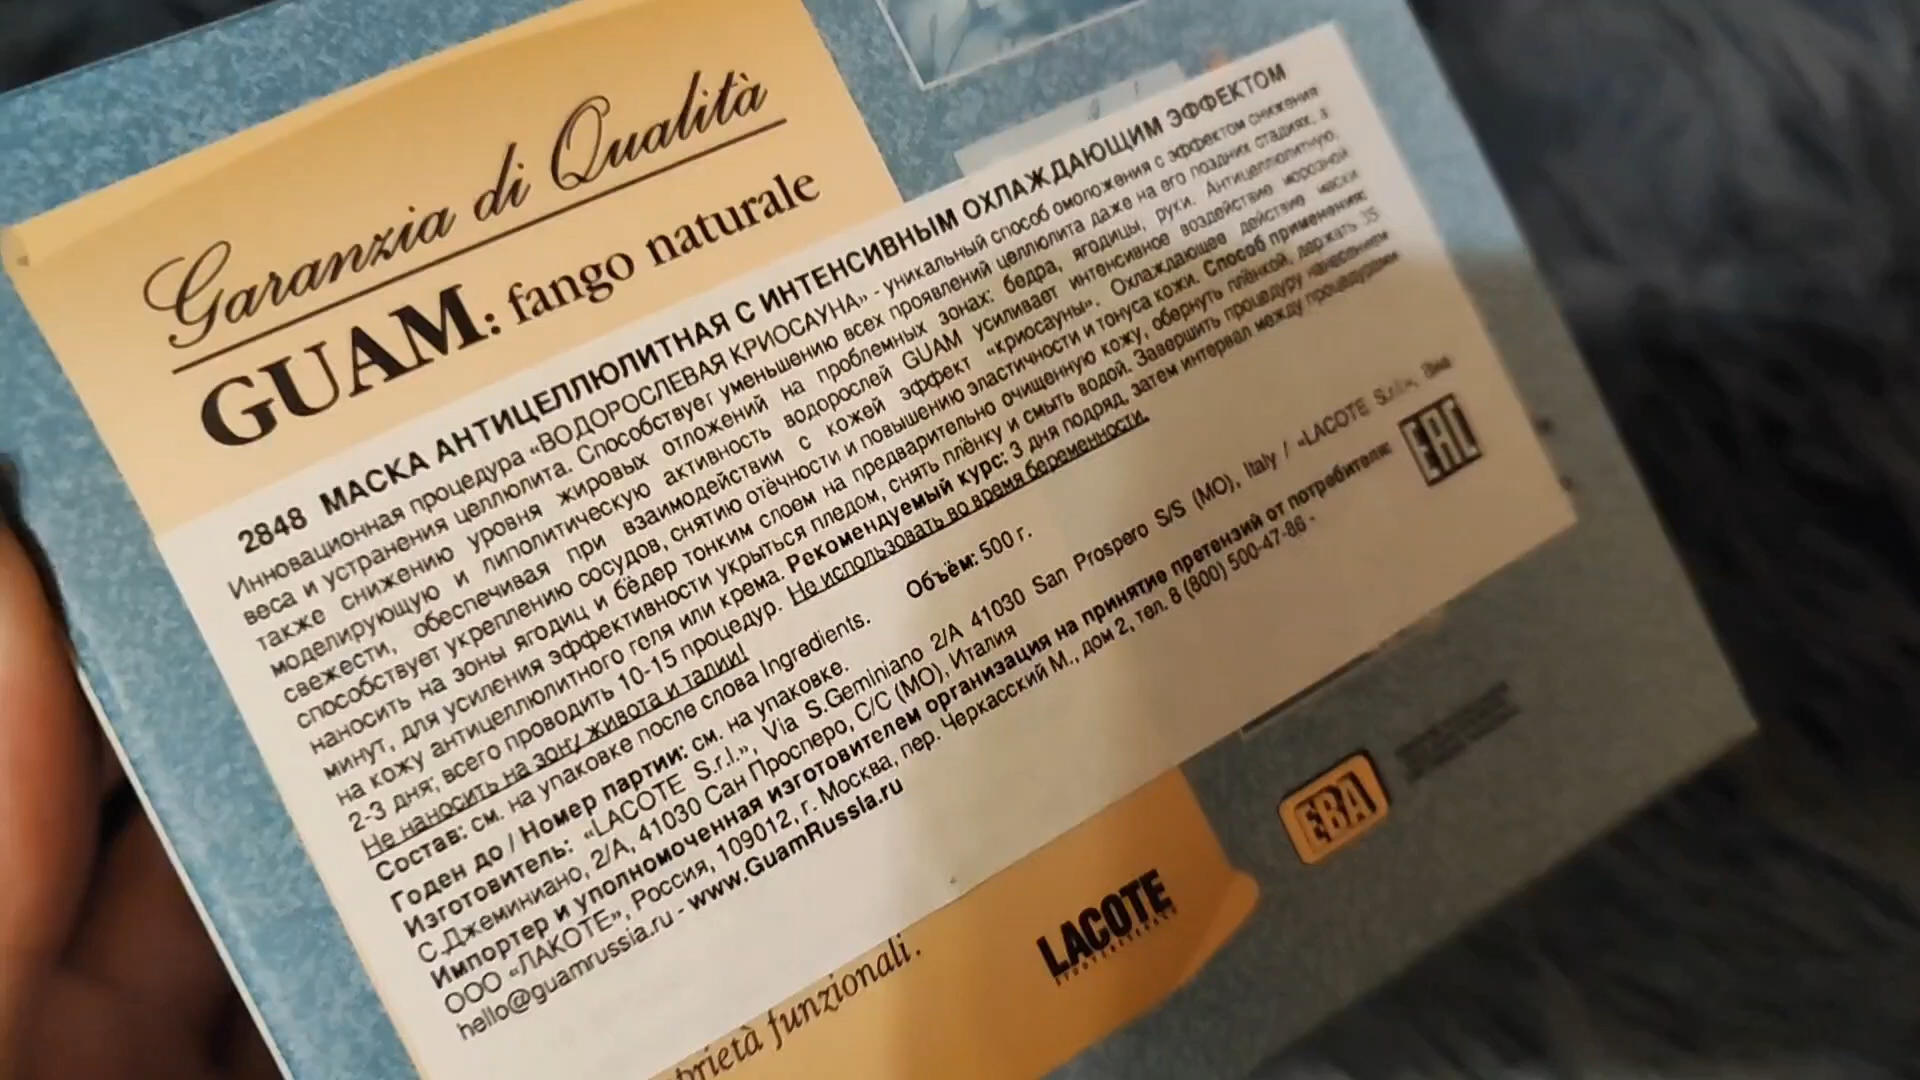 Garanzia di Qualità
GUAM: fango naturale
2848 МАСКА АНТИЦЕЛЛЮЛИТНАЯ С ИНТЕНСИВНЫМ ОХЛАЖДАЮЩИМ ЭФФЕКТОМ
Инновационная процедура «ВОДОРОСЛЕВАЯ КРИОСАУНА» - уникальный способ омоложения с эффектом снижения
веса и устранения целлюлита. Способствует уменьшению всех проявлений целлюлита даже на его поздних стадиях, а
также снижению уровня жировых отложений на проблемных зонах: бедра, ягодицы, руки. Антицеллюлитную,
моделирующую и липолитическую активность водорослей GUAM усиливает интенсивное воздействие морозной
свежести, обеспечивая при взаимодействии с кожей эффект «криосауны». Охлаждающее действие маски
способствует укреплению сосудов, снятию отёчности и повышению эластичности и тонуса кожи. Способ применения:
наносить на зоны ягодиц и бёдер тонким слоем на предварительно очищенную кожу, обернуть плёнкой, держать 35
минут, для усиления эффективности укрыться пледом, снять плёнку и смыть водой. Завершить процедуру нанесением
на кожу антицеллюлитного геля или крема. Рекомендуемый курс: 3 дня подряд, затем интервал между процедурами
2-3 дня; всего проводить 10-15 процедур. Не использовать во время беременности.
Не наносить на зону живота и талии!
Состав: см. на упаковке после слова Ingredients. Объём: 500 г.
Годен до / Номер партии: см. на упаковке.
Изготовитель: «LACOTE S.r.l.», Via S.Geminiano 2/A 41030 San Prospero S/S (MO), Italy / «LACOTE S.r.l.», Виа
С.Джеминиано, 2/А, 41030 Сан Просперо, С/С (МО), Италия
Импортер и уполномоченная изготовителем организация на принятие претензий от потребителя:
ООО «ЛАКОТЕ», Россия, 109012, г. Москва, пер. Черкасский М., дом 2, тел. 8 (800) 500-47-86 -
hello@guamrussia.ru - www.GuamRussia.ru
EAC
EBA
LACOTE
funzionali.